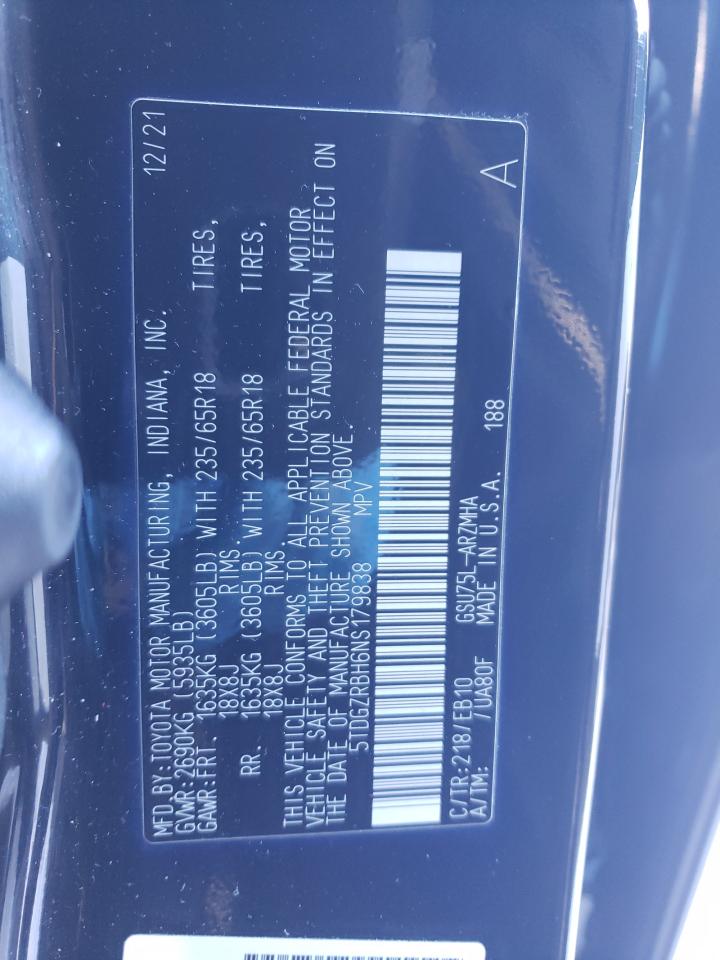 MFD.BY:TOYOTA MOTOR MANUFACTURING, INDIANA, INC. 12/21
GVWR:2690KG (5935LB)
GAWR:FRT. 1635KG (3605LB) WITH 235/65R18 TIRES,
18X8J RIMS.
RR. 1635KG (3605LB) WITH 235/65R18 TIRES,
18X8J RIMS.
THIS VEHICLE CONFORMS TO ALL APPLICABLE FEDERAL MOTOR
VEHICLE SAFETY AND THEFT PREVENTION STANDARDS IN EFFECT ON
THE DATE OF MANUFACTURE SHOWN ABOVE.
5TDGZRBH6NS179838 MPV
C/TR:218/EB10 GSU75L-ARZMHA
A/TM: /UA80F MADE IN U.S.A. 188 A